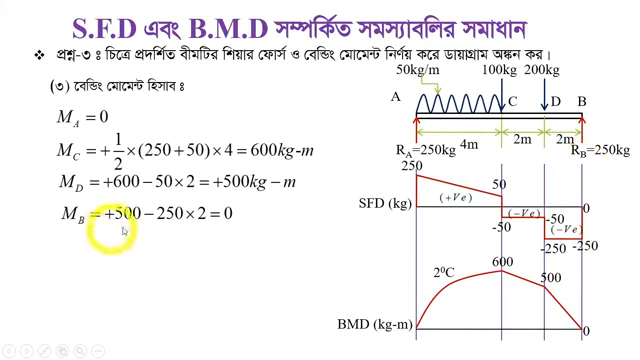 S.F.D এবং B.M.D সম্পর্কিত সমস্যাবলির সমাধান
❖ প্রশ্ন-৩ ঃ চিত্রে প্রদর্শিত বীমটির শিয়ার ফোর্স ও বেন্ডিং মোমেন্ট নির্ণয় করে ডায়াগ্রাম অঙ্কন কর।
(৩) বেন্ডিং মোমেন্ট হিসাব ঃ
M_A = 0
M_C = +1/2 × (250 + 50) × 4 = 600kg-m
M_D = +600 − 50 × 2 = +500kg − m
M_B = +500 − 250 × 2 = 0
50kg/m 100kg 200kg
A C D B
4m 2m 2m
R_A=250kg R_B=250kg
250
50
SFD (kg) (+Ve) (−Ve) -50 0
-50 (−Ve)
-250 -250
600
2⁰C 500
BMD (kg-m) 0